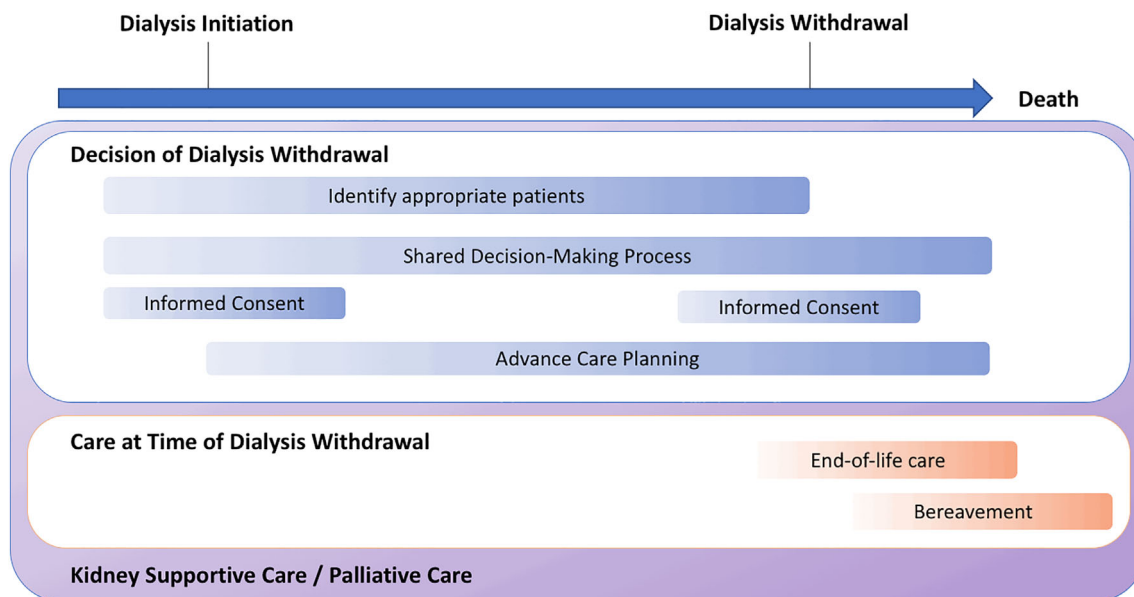 Dialysis Initiation
Dialysis Withdrawal
Death
Decision of Dialysis Withdrawal
Identify appropriate patients
Shared Decision-Making Process
Informed Consent
Informed Consent
Advance Care Planning
Care at Time of Dialysis Withdrawal
End-of-life care
Bereavement
Kidney Supportive Care / Palliative Care